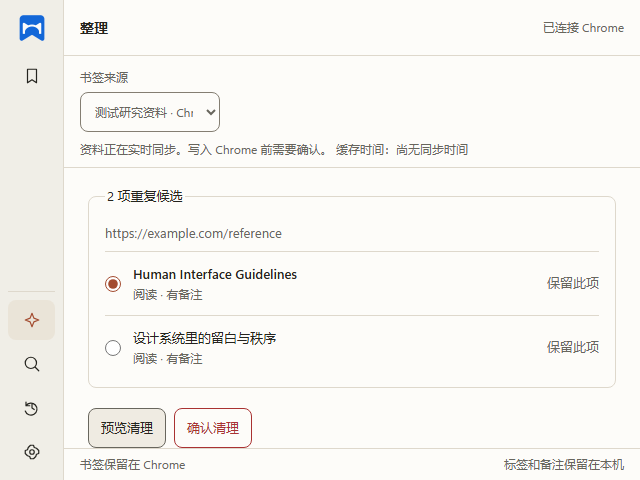 整理
已连接 Chrome
书签来源
测试研究资料 · Chr
资料正在实时同步。写入 Chrome 前需要确认。 缓存时间：尚无同步时间
2 项重复候选
https://example.com/reference
Human Interface Guidelines
阅读 · 有备注
保留此项
设计系统里的留白与秩序
阅读 · 有备注
保留此项
预览清理
确认清理
书签保留在 Chrome
标签和备注保留在本机